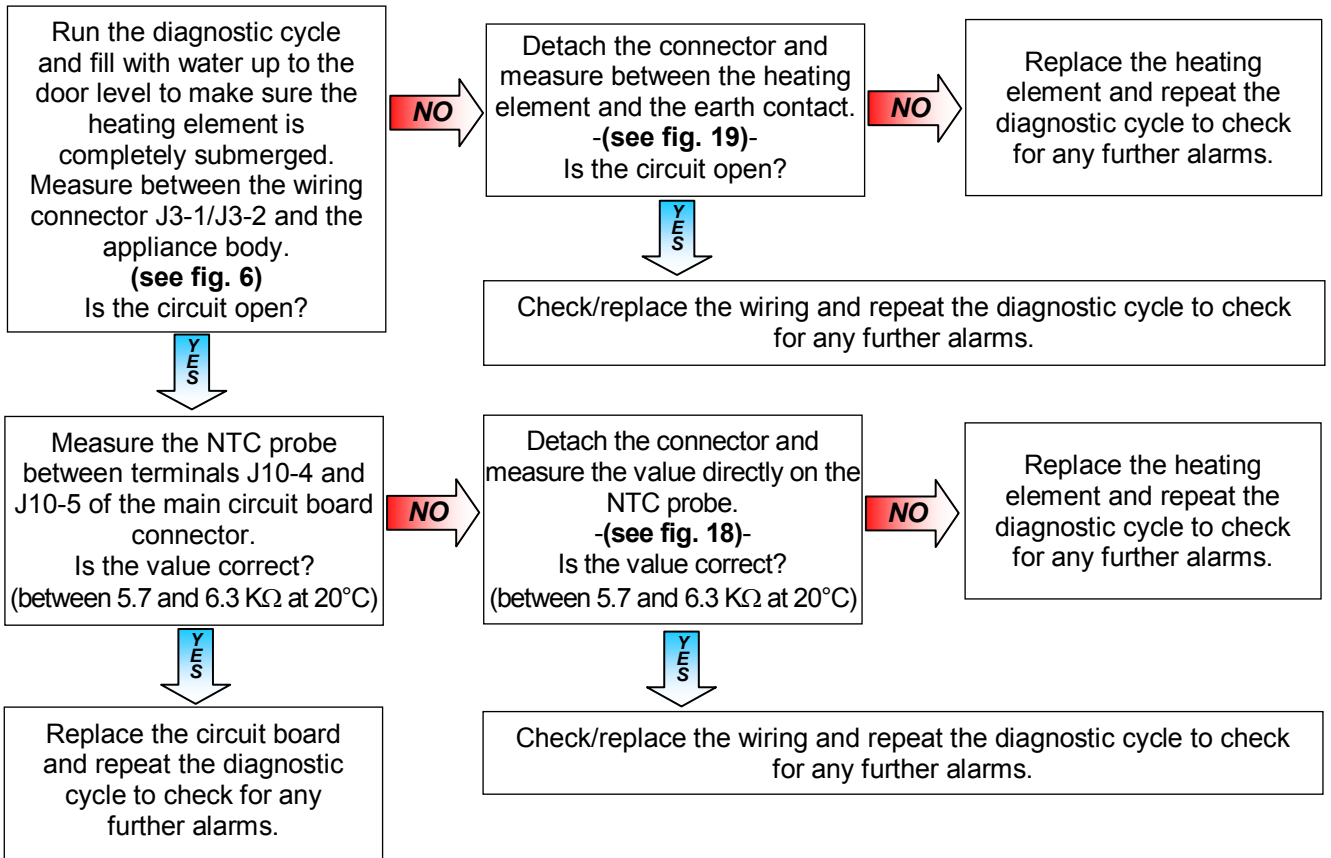 Run the diagnostic cycle
and fill with water up to the
door level to make sure the
heating element is
completely submerged.
Measure between the wiring
connector J3-1/J3-2 and the
appliance body.
(see fig. 6)
Is the circuit open?
NO
Detach the connector and
measure between the heating
element and the earth contact.
-(see fig. 19)-
Is the circuit open?
NO
Replace the heating
element and repeat the
diagnostic cycle to check
for any further alarms.
YES
Check/replace the wiring and repeat the diagnostic cycle to check
for any further alarms.
YES
Measure the NTC probe
between terminals J10-4 and
J10-5 of the main circuit board
connector.
Is the value correct?
(between 5.7 and 6.3 KΩ at 20°C)
NO
Detach the connector and
measure the value directly on the
NTC probe.
-(see fig. 18)-
Is the value correct?
(between 5.7 and 6.3 KΩ at 20°C)
NO
Replace the heating
element and repeat the
diagnostic cycle to check
for any further alarms.
YES
YES
Replace the circuit board
and repeat the diagnostic
cycle to check for any
further alarms.
Check/replace the wiring and repeat the diagnostic cycle to check
for any further alarms.